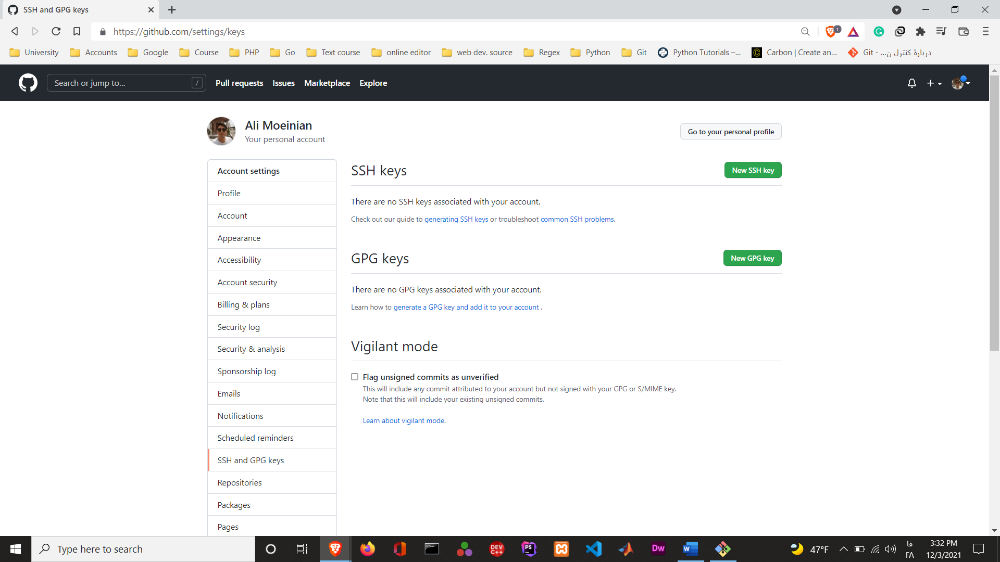 SSH and GPG keys
https://github.com/settings/keys
1
University Accounts Google Course PHP Go Text course online editor web dev. source Regex Python Git Python Tutorials –... Carbon | Create an... Git - ...دربارهٔ کنترل ن
Search or jump to... / Pull requests Issues Marketplace Explore
Ali Moeinian
Your personal account
Go to your personal profile
Account settings
Profile
Account
Appearance
Accessibility
Account security
Billing & plans
Security log
Security & analysis
Sponsorship log
Emails
Notifications
Scheduled reminders
SSH and GPG keys
Repositories
Packages
Pages
SSH keys
New SSH key
There are no SSH keys associated with your account.
Check out our guide to generating SSH keys or troubleshoot common SSH problems.
GPG keys
New GPG key
There are no GPG keys associated with your account.
Learn how to generate a GPG key and add it to your account .
Vigilant mode
Flag unsigned commits as unverified
This will include any commit attributed to your account but not signed with your GPG or S/MIME key.
Note that this will include your existing unsigned commits.
Learn about vigilant mode.
Type here to search
DEV C++
PS
Dw
W
47°F
فا
FA
3:32 PM
12/3/2021